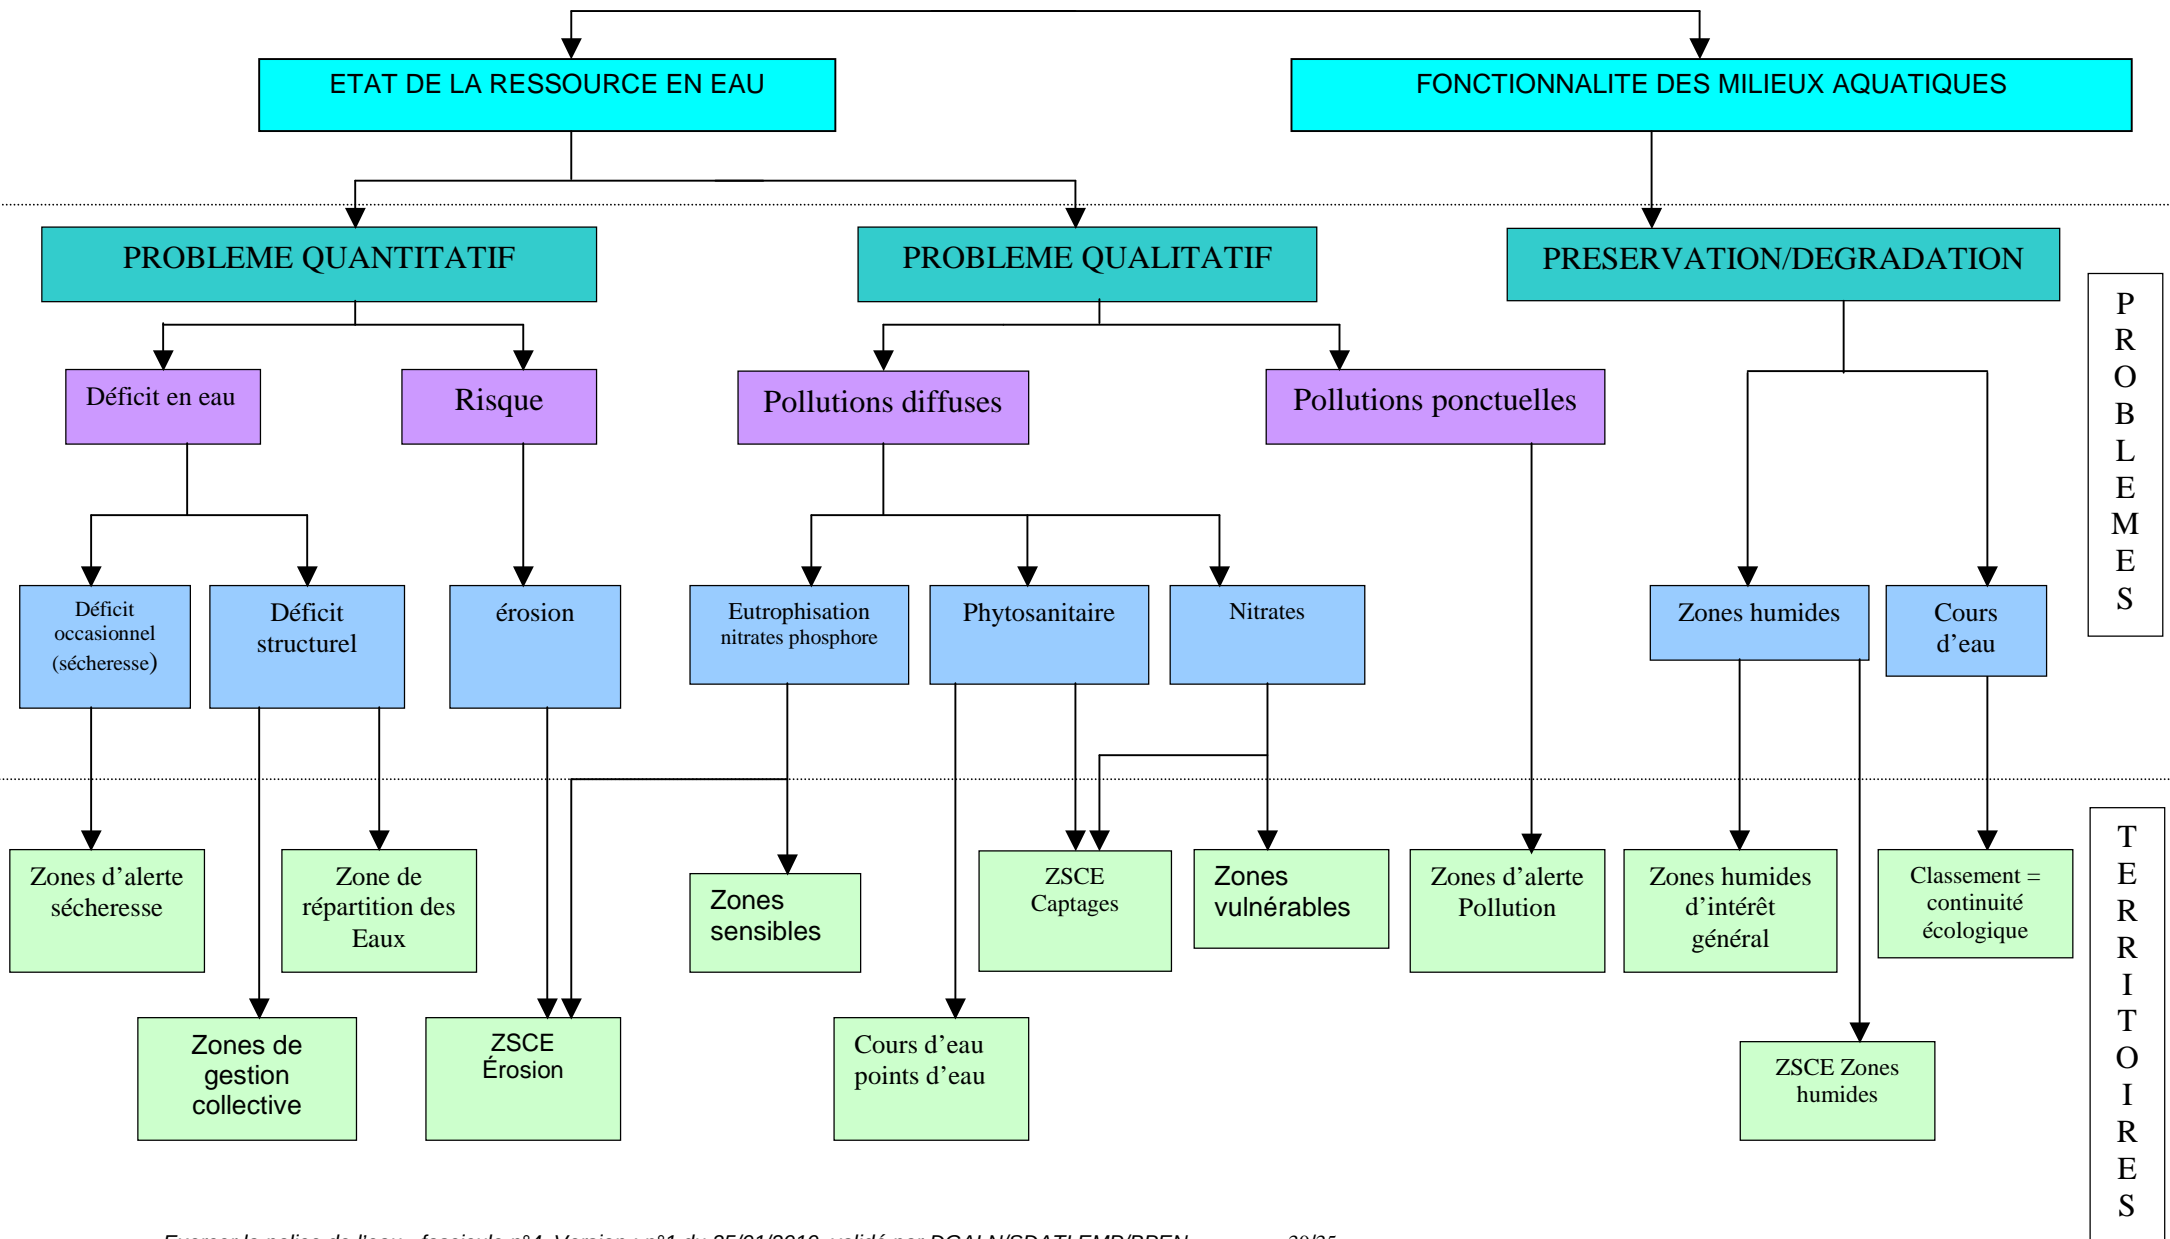 ETAT DE LA RESSOURCE EN EAU
FONCTIONNALITE DES MILIEUX AQUATIQUES
PROBLEME QUANTITATIF
PROBLEME QUALITATIF
PRESERVATION/DEGRADATION
P
R
O
B
L
E
M
E
S
Déficit en eau
Risque
Pollutions diffuses
Pollutions ponctuelles
Déficit
occasionnel
(sécheresse)
Déficit
structurel
érosion
Eutrophisation
nitrates phosphore
Phytosanitaire
Nitrates
Zones humides
Cours
d’eau
Zones d’alerte
sécheresse
Zone de
répartition des
Eaux
Zones
sensibles
ZSCE
Captages
Zones
vulnérables
Zones d’alerte
Pollution
Zones humides
d’intérêt
général
Classement =
continuité
écologique
T
E
R
R
I
T
O
I
R
E
S
Zones de
gestion
collective
ZSCE
Érosion
Cours d’eau
points d’eau
ZSCE Zones
humides